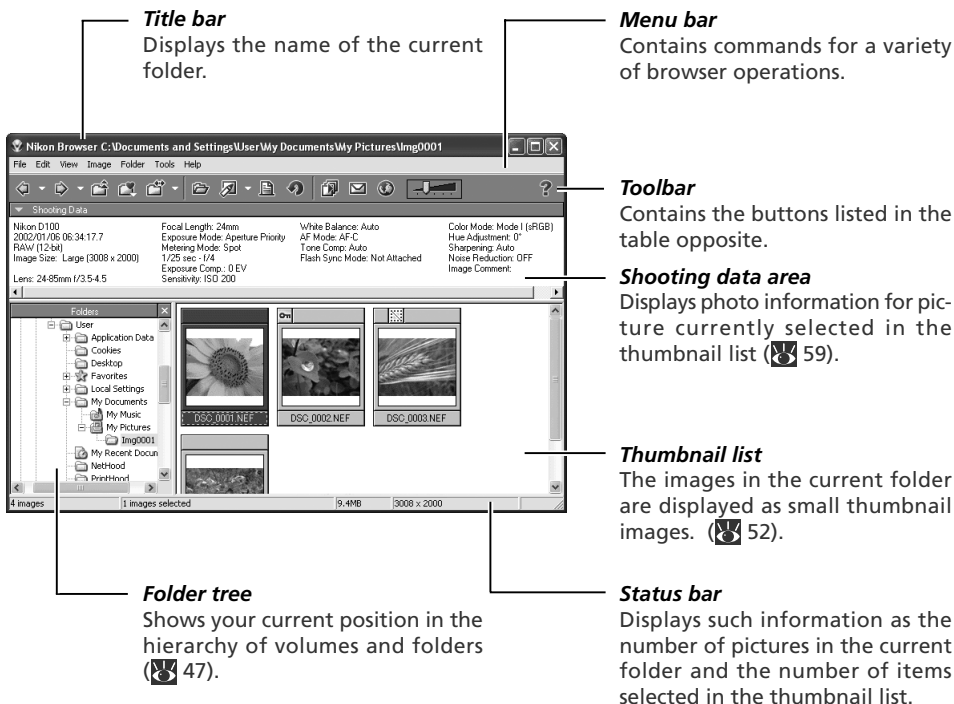 Title bar
Displays the name of the current
folder.
Menu bar
Contains commands for a variety
of browser operations.
Nikon Browser C:\Documents and Settings\User\My Documents\My Pictures\Img0001
File Edit View Image Folder Tools Help
Toolbar
Contains the buttons listed in the
table opposite.
Shooting Data
Nikon D100
2002/01/06 06:34:17.7
RAW (12-bit)
Image Size: Large (3008 x 2000)
Lens: 24-85mm f/3.5-4.5
Focal Length: 24mm
Exposure Mode: Aperture Priority
Metering Mode: Spot
1/25 sec - f/4
Exposure Comp.: 0 EV
Sensitivity: ISO 200
White Balance: Auto
AF Mode: AF-C
Tone Comp: Auto
Flash Sync Mode: Not Attached
Color Mode: Mode I (sRGB)
Hue Adjustment: 0°
Sharpening: Auto
Noise Reduction: OFF
Image Comment:
Shooting data area
Displays photo information for pic-
ture currently selected in the
thumbnail list ( 59).
Folders
User
Application Data
Cookies
Desktop
Favorites
Local Settings
My Documents
My Music
My Pictures
Img0001
My Recent Docum
NetHood
PrintHood
DSC_0001.NEF DSC_0002.NEF DSC_0003.NEF
Thumbnail list
The images in the current folder
are displayed as small thumbnail
images. ( 52).
4 images 1 images selected 9.4MB 3008 x 2000
Folder tree
Shows your current position in the
hierarchy of volumes and folders
( 47).
Status bar
Displays such information as the
number of pictures in the current
folder and the number of items
selected in the thumbnail list.